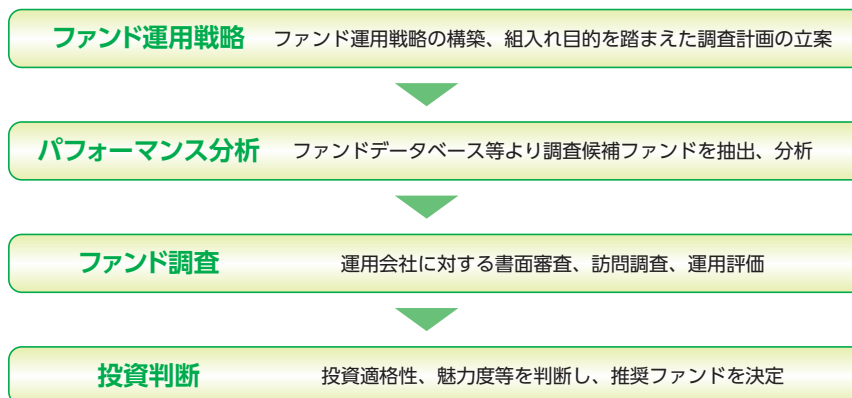 ファンド運用戦略 ファンド運用戦略の構築、組入れ目的を踏まえた調査計画の立案
パフォーマンス分析 ファンドデータベース等より調査候補ファンドを抽出、分析
ファンド調査 運用会社に対する書面審査、訪問調査、運用評価
投資判断 投資適格性、魅力度等を判断し、推奨ファンドを決定